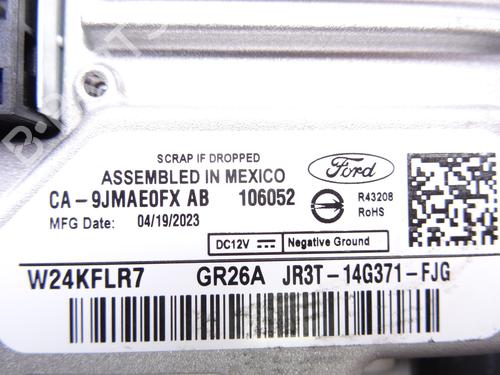 SCRAP IF DROPPED
ASSEMBLED IN MEXICO
Ford
CA-9JMAE0FX AB 106052
R43208
RoHS
MFG Date: 04/19/2023
DC12V
Negative Ground
W24KFLR7 GR26A JR3T-14G371-FJG